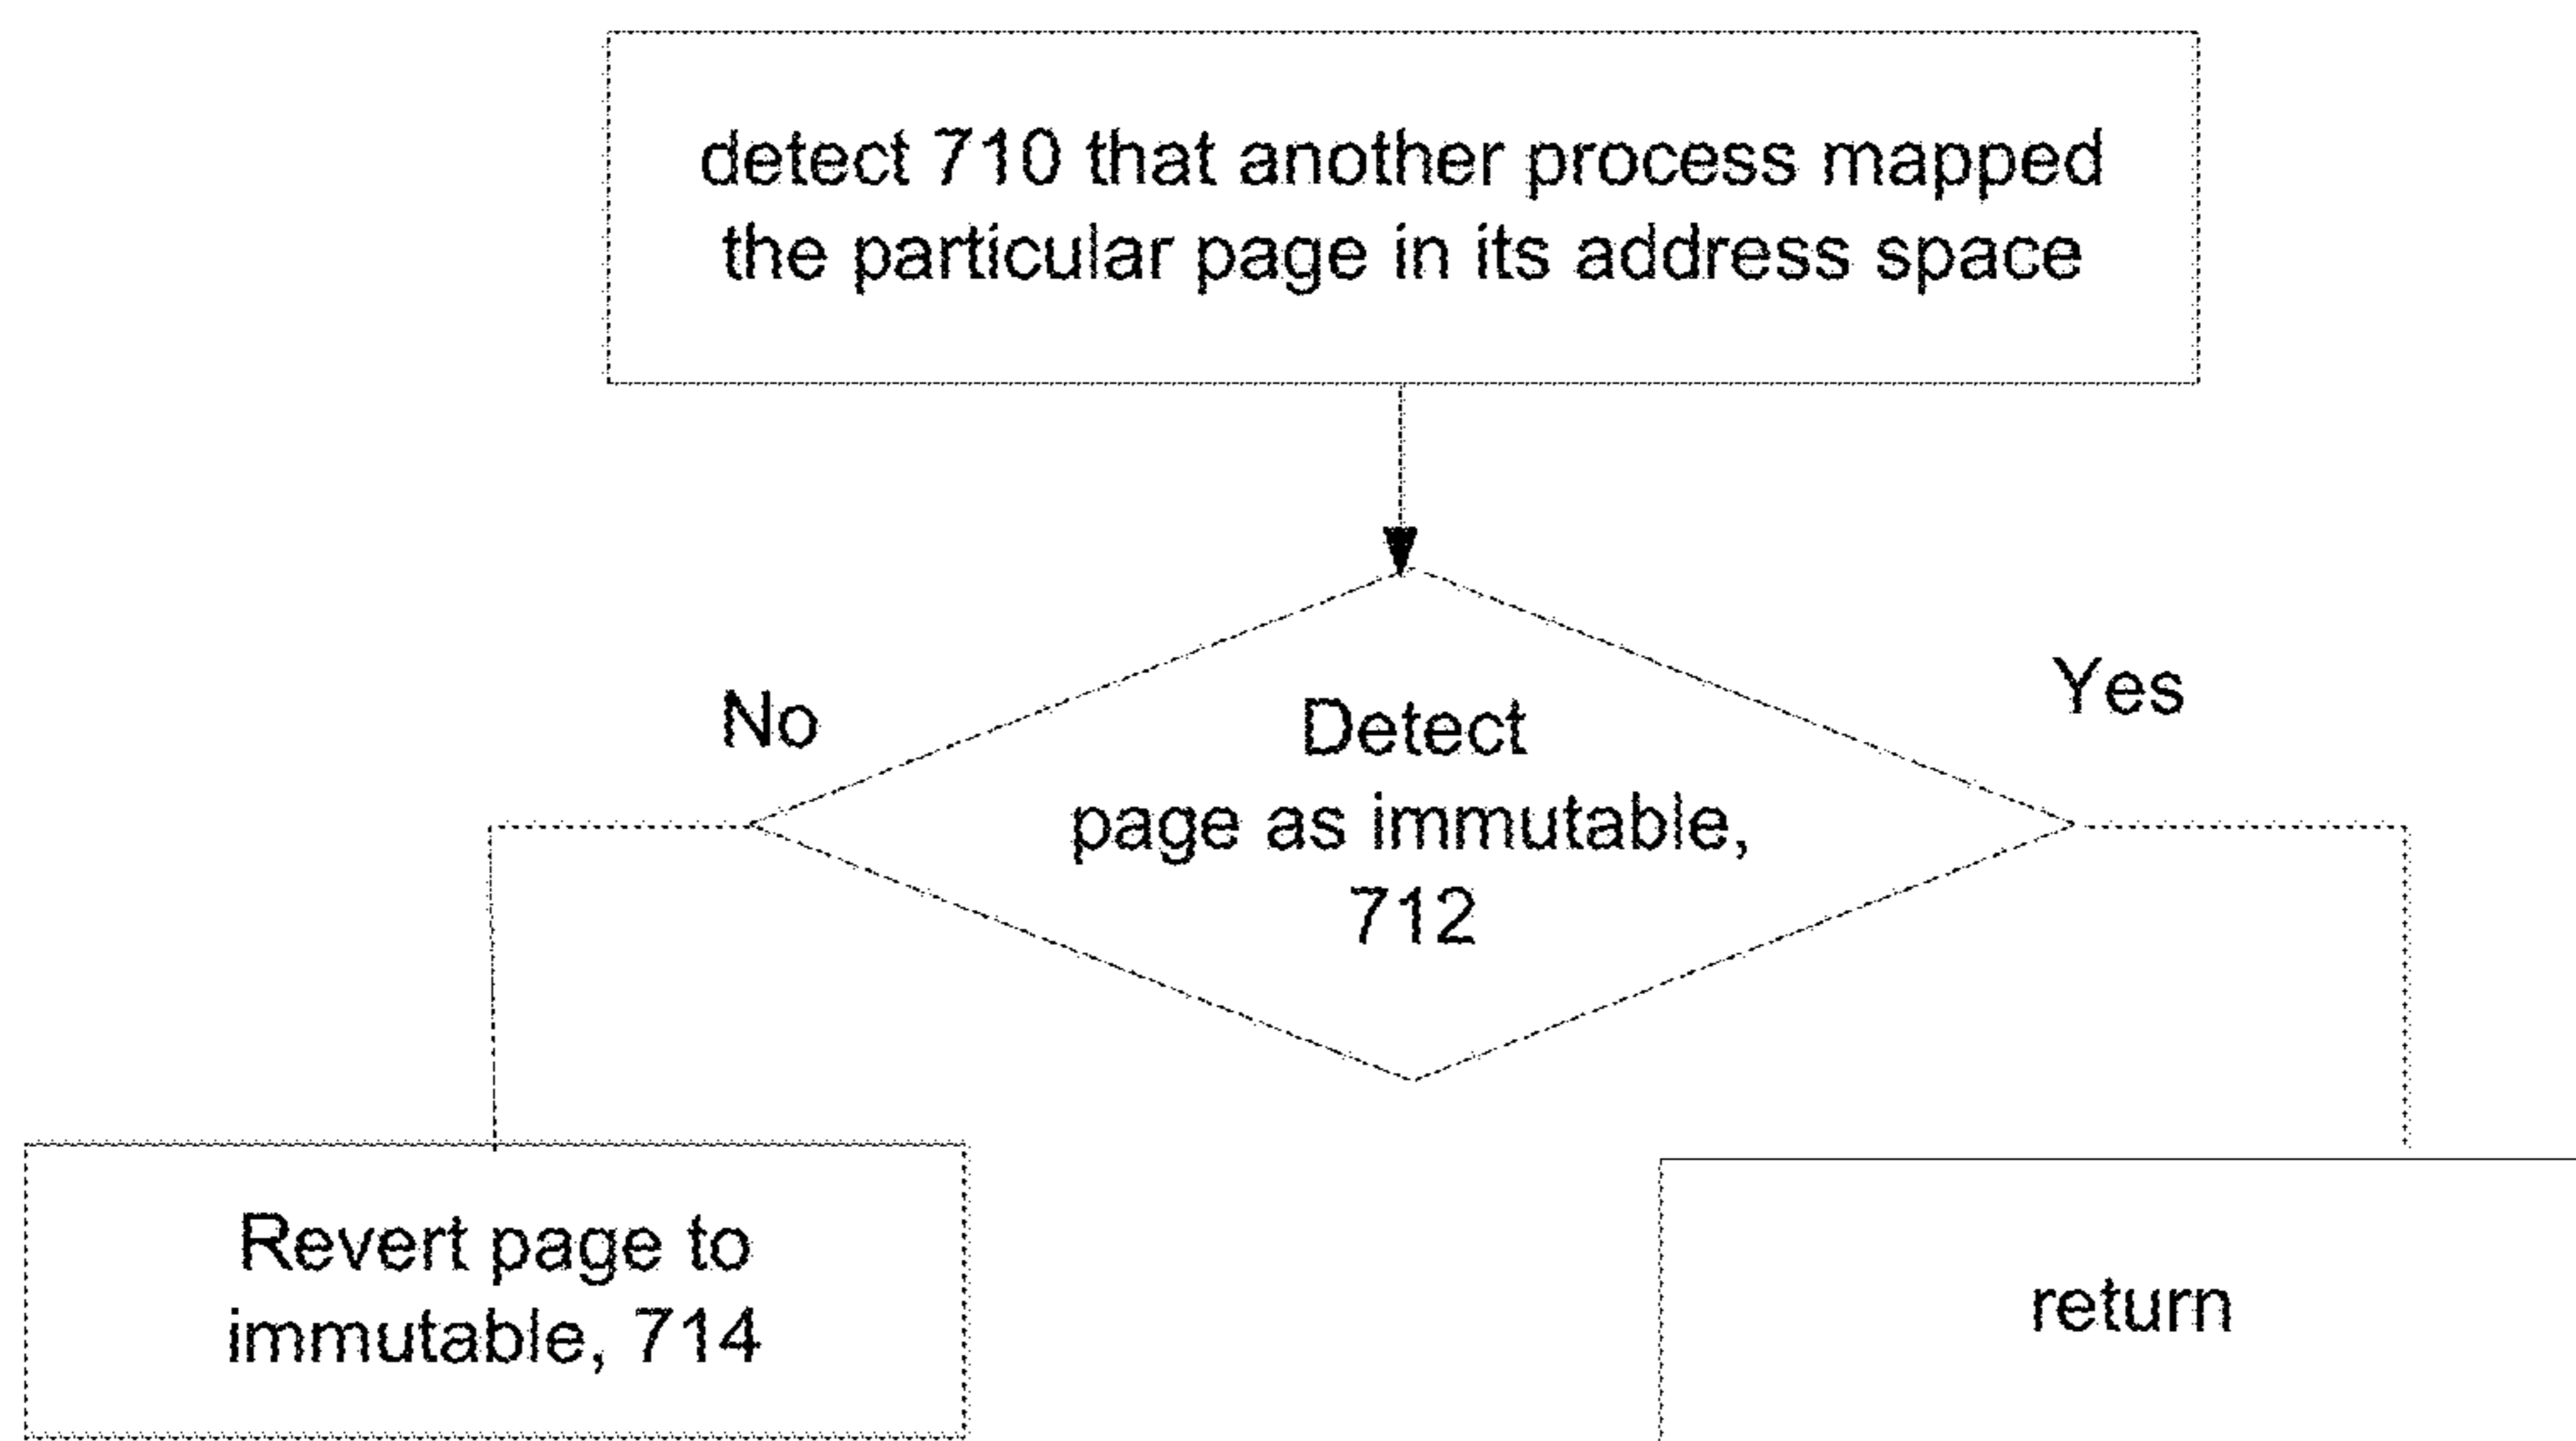 detect 710 that another process mapped
the particular page in its address space
No
Yes
Detect
page as immutable,
712
Revert page to
immutable, 714
return